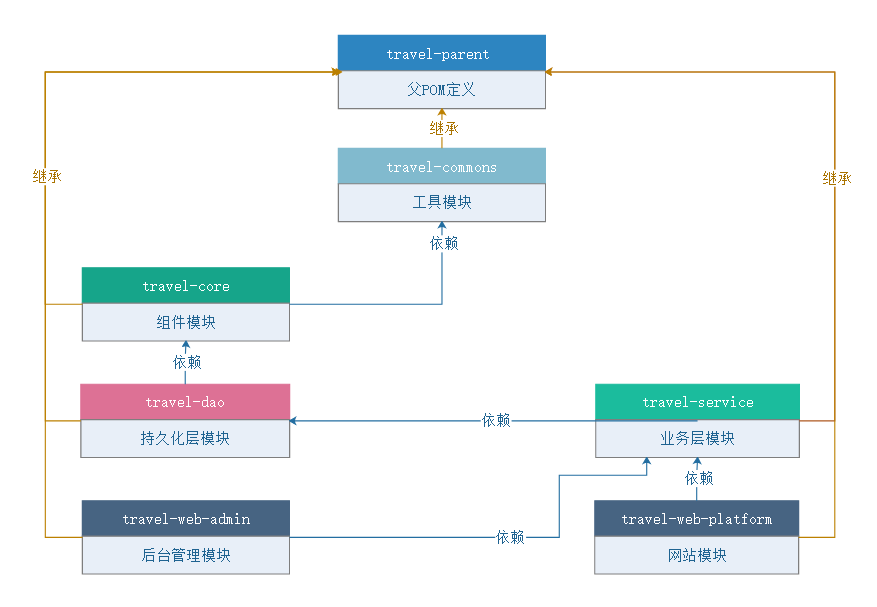 travel-parent
父POM定义
继承
travel-commons
继承
继承
工具模块
依赖
travel-core
组件模块
依赖
travel-dao
travel-service
持久化层模块
依赖
业务层模块
依赖
travel-web-admin
travel-web-platform
依赖
后台管理模块
网站模块